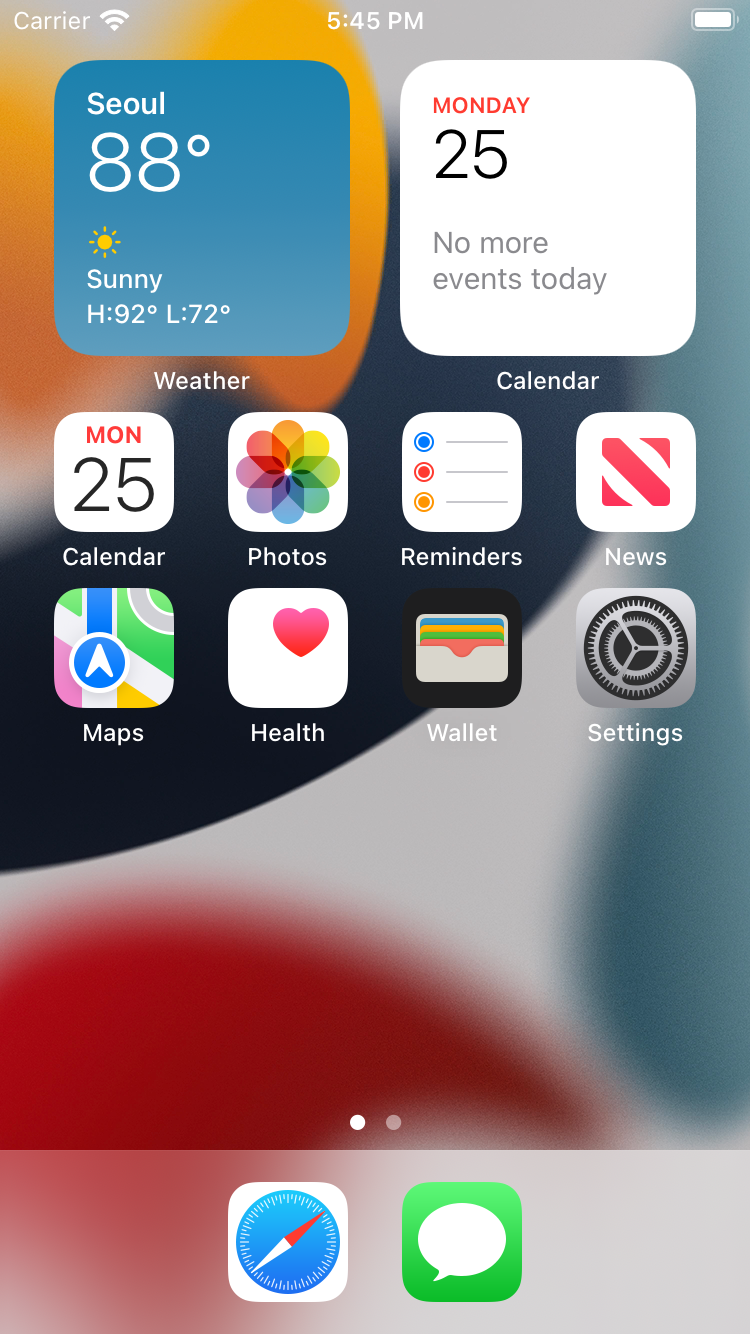 Carrier 5:45 PM
Seoul
88°
Sunny
H:92° L:72°
Weather
MONDAY
25
No more
events today
Calendar
MON
25
Calendar Photos Reminders News
Maps Health Wallet Settings